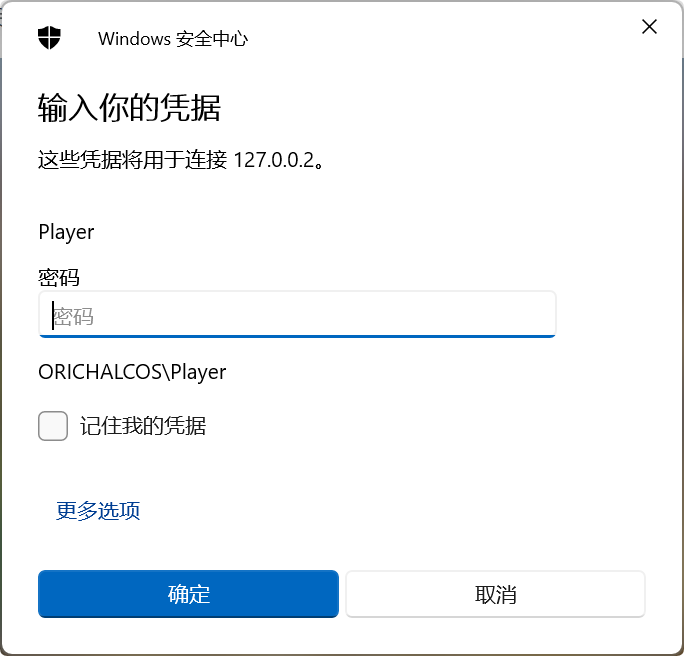 Windows 安全中心
输入你的凭据
这些凭据将用于连接 127.0.0.2。
Player
密码
密码
ORICHALCOS\Player
记住我的凭据
更多选项
确定
取消